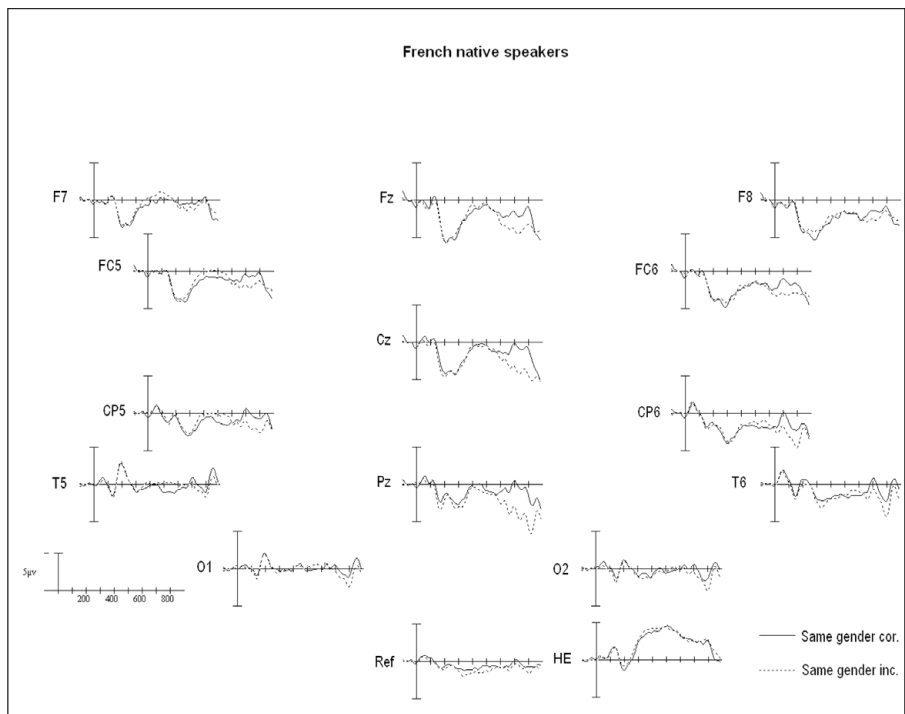 French native speakers
F7
Fz
F8
FC5
FC6
Cz
CP5
CP6
T5
Pz
T6
O1
O2
5µv
200 400 600 800
Ref
HE
Same gender cor.
Same gender inc.